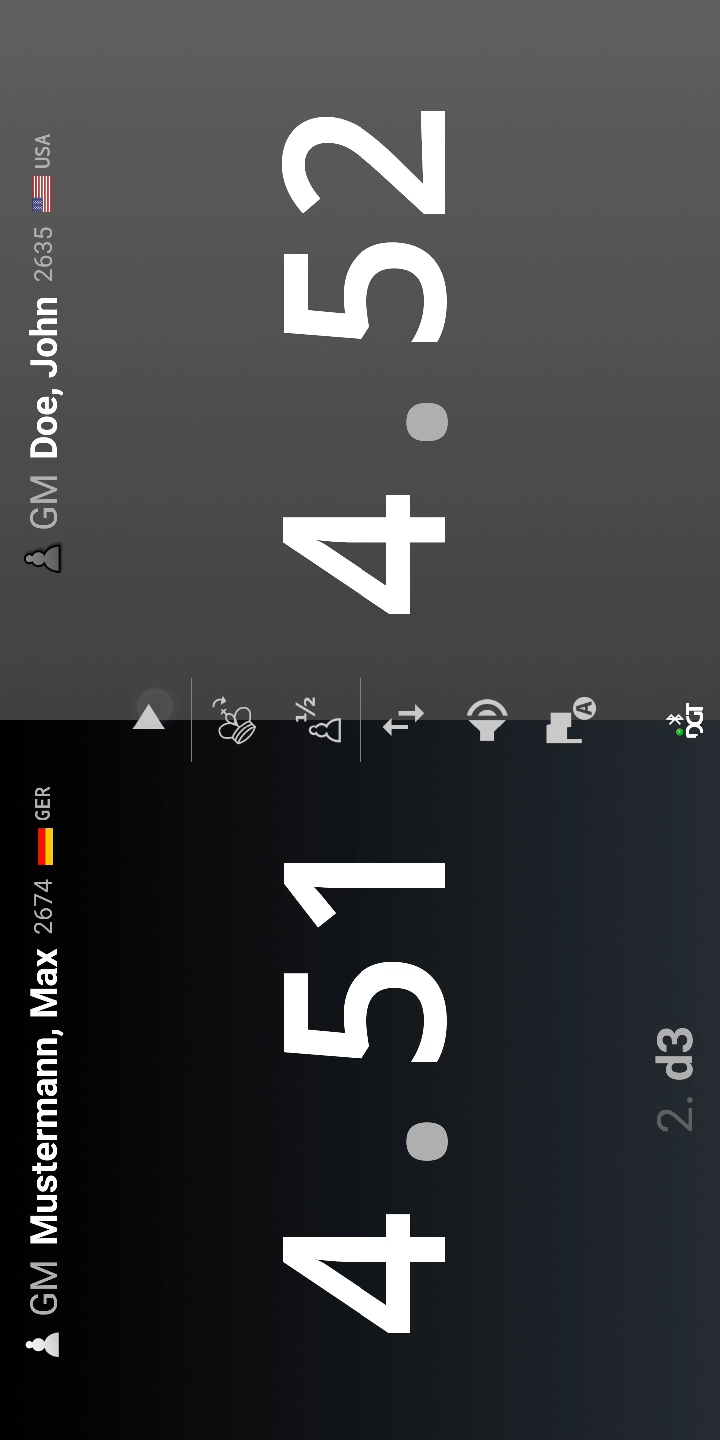 GM Mustermann, Max 2674 GER
4.51
2. d3
½
A
DGT
GM Doe, John 2635 USA
4.52